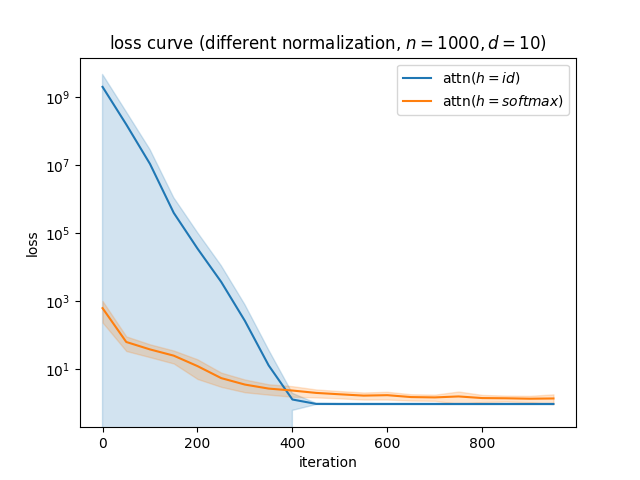 loss curve (different normalization, $n = 1000, d = 10$)
attn($h = id$)
attn($h = softmax$)
$10^9$
$10^7$
$10^5$
$10^3$
$10^1$
loss
0 200 400 600 800
iteration